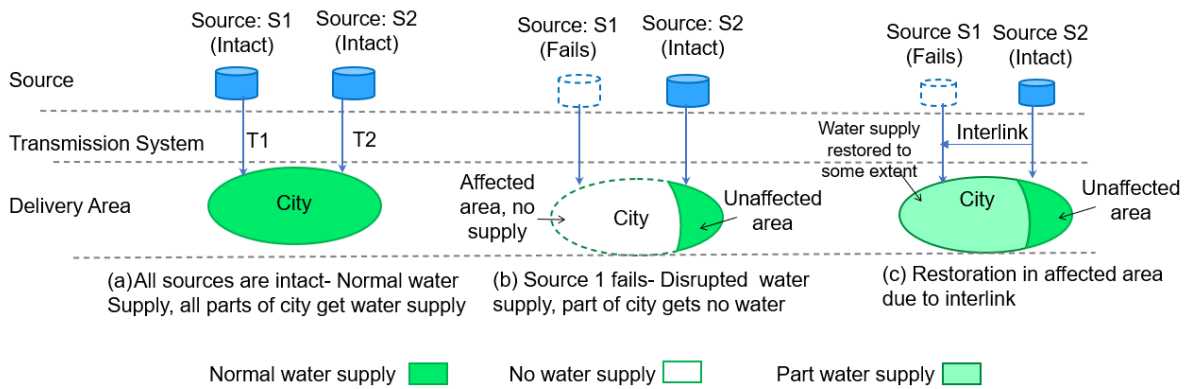 Source: S1
(Intact)
Source: S2
(Intact)
Source: S1
(Fails)
Source: S2
(Intact)
Source S1
(Fails)
Source S2
(Intact)
Source
Transmission System
T1
T2
Water supply
restored to
some extent
Interlink
Delivery Area
City
Affected
area, no
supply
City
Unaffected
area
City
Unaffected
area
(a)All sources are intact- Normal water
Supply, all parts of city get water supply
(b) Source 1 fails- Disrupted water
supply, part of city gets no water
(c) Restoration in affected area
due to interlink
Normal water supply
No water supply
Part water supply